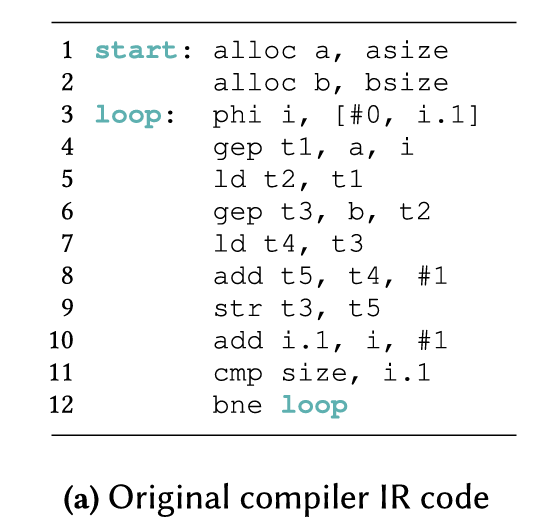 1 start: alloc a, asize
2 alloc b, bsize
3 loop: phi i, [#0, i.1]
4 gep t1, a, i
5 ld t2, t1
6 gep t3, b, t2
7 ld t4, t3
8 add t5, t4, #1
9 str t3, t5
10 add i.1, i, #1
11 cmp size, i.1
12 bne loop
(a) Original compiler IR code